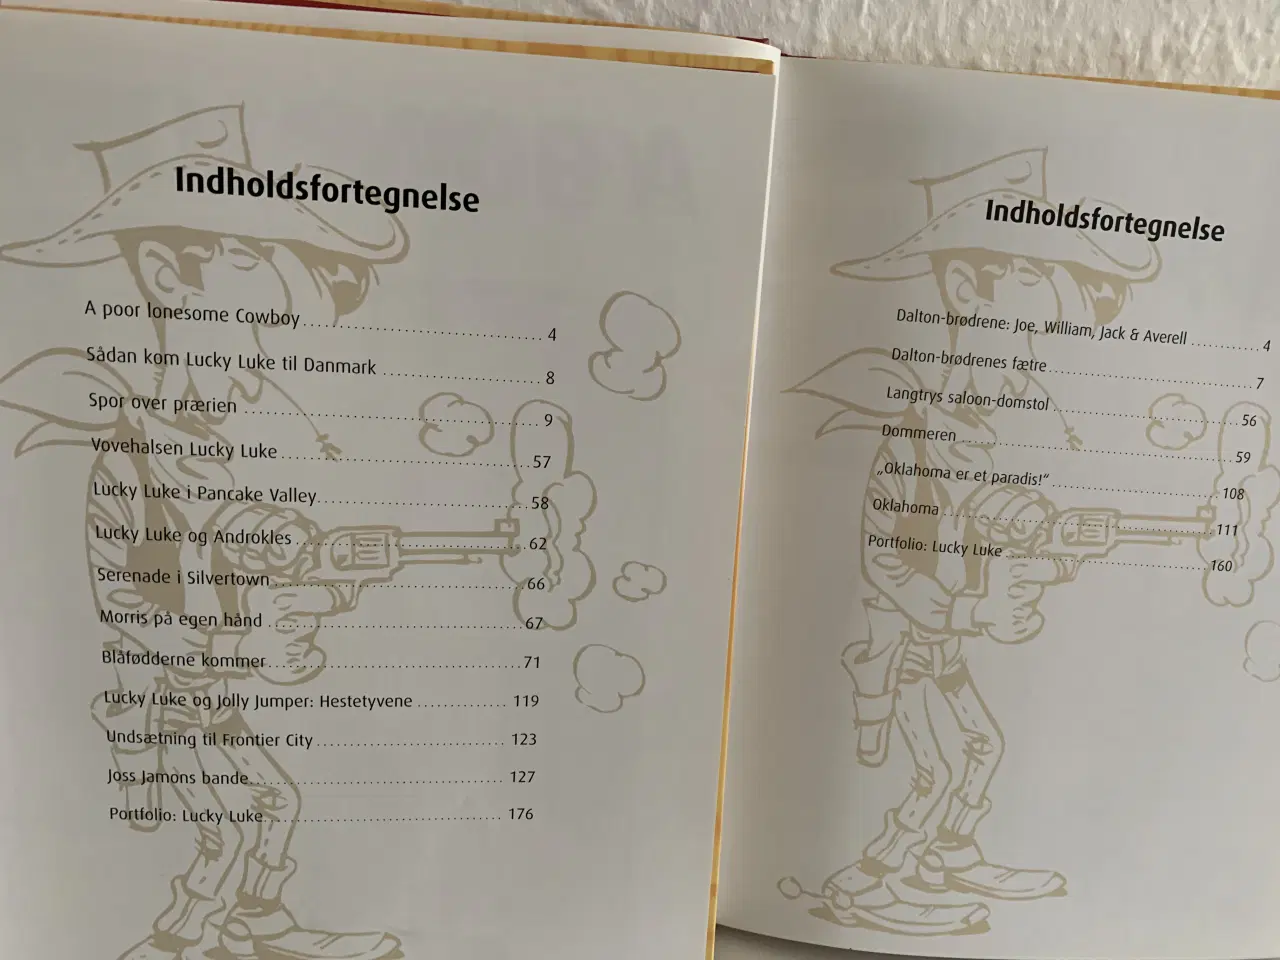 Indholdsfortegnelse
A poor lonesome Cowboy 4
Sådan kom Lucky Luke til Danmark 8
Spor over prærien 9
Vovehalsen Lucky Luke 57
Lucky Luke i Pancake Valley 58
Lucky Luke og Androkles 62
Serenade i Silvertown 66
Morris på egen hånd 67
Blåfødderne kommer 71
Lucky Luke og Jolly Jumper: Hestetyvene 119
Undsætning til Frontier City 123
Joss Jamons bande 127
Portfolio: Lucky Luke 176
Indholdsfortegnelse
Dalton-brødrene: Joe, William, Jack & Averell 4
Dalton-brødrenes fætre 7
Langtrys saloon-domstol 56
Dommeren 59
„Oklahoma er et paradis!“ 108
Oklahoma 111
Portfolio: Lucky Luke 160